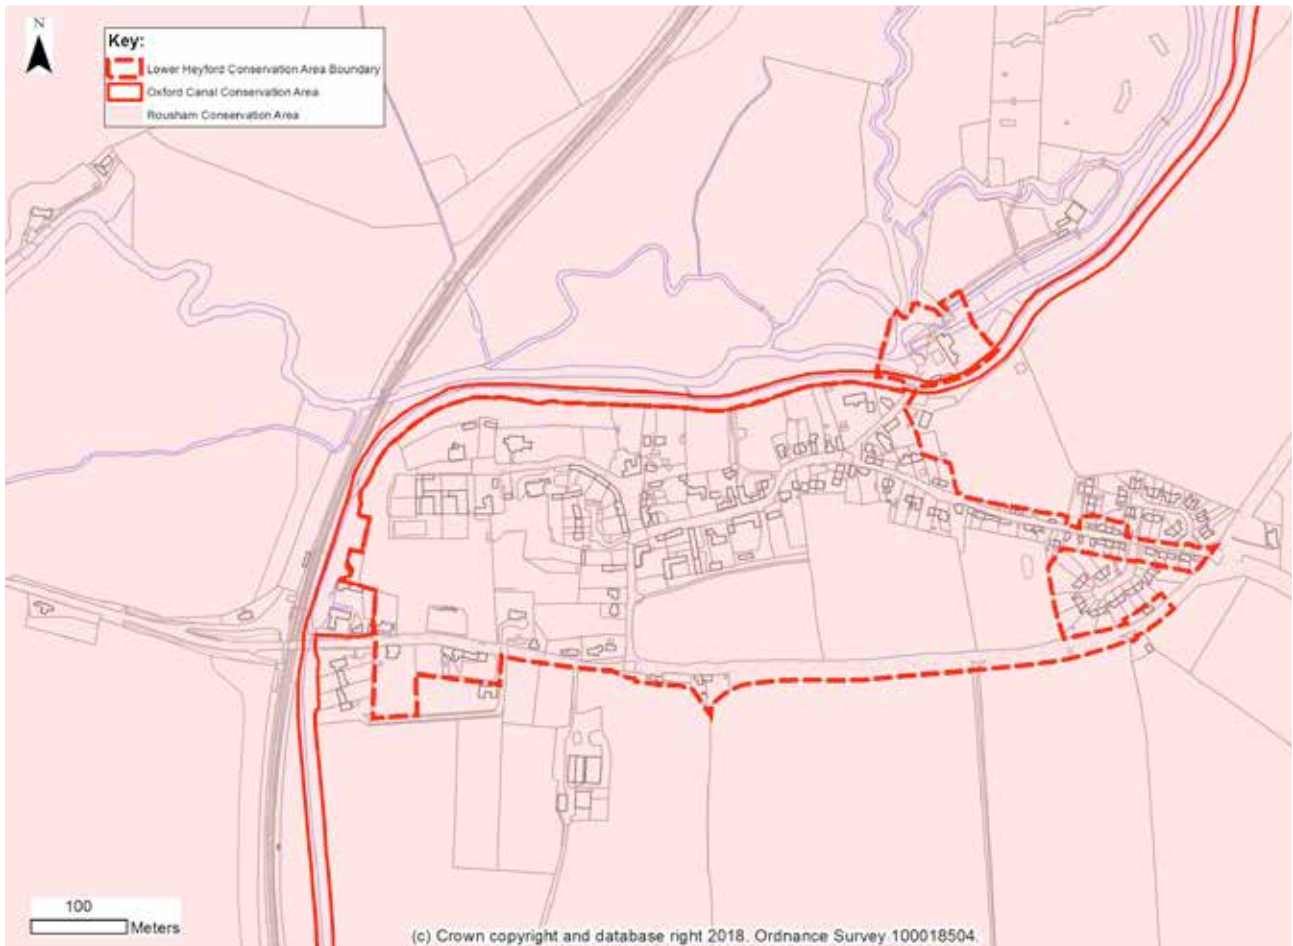 N
Key:
Lower Heyford Conservation Area Boundary
Oxford Canal Conservation Area
Rousham Conservation Area
100
Meters
(c) Crown copyright and database right 2018. Ordnance Survey 100018504.